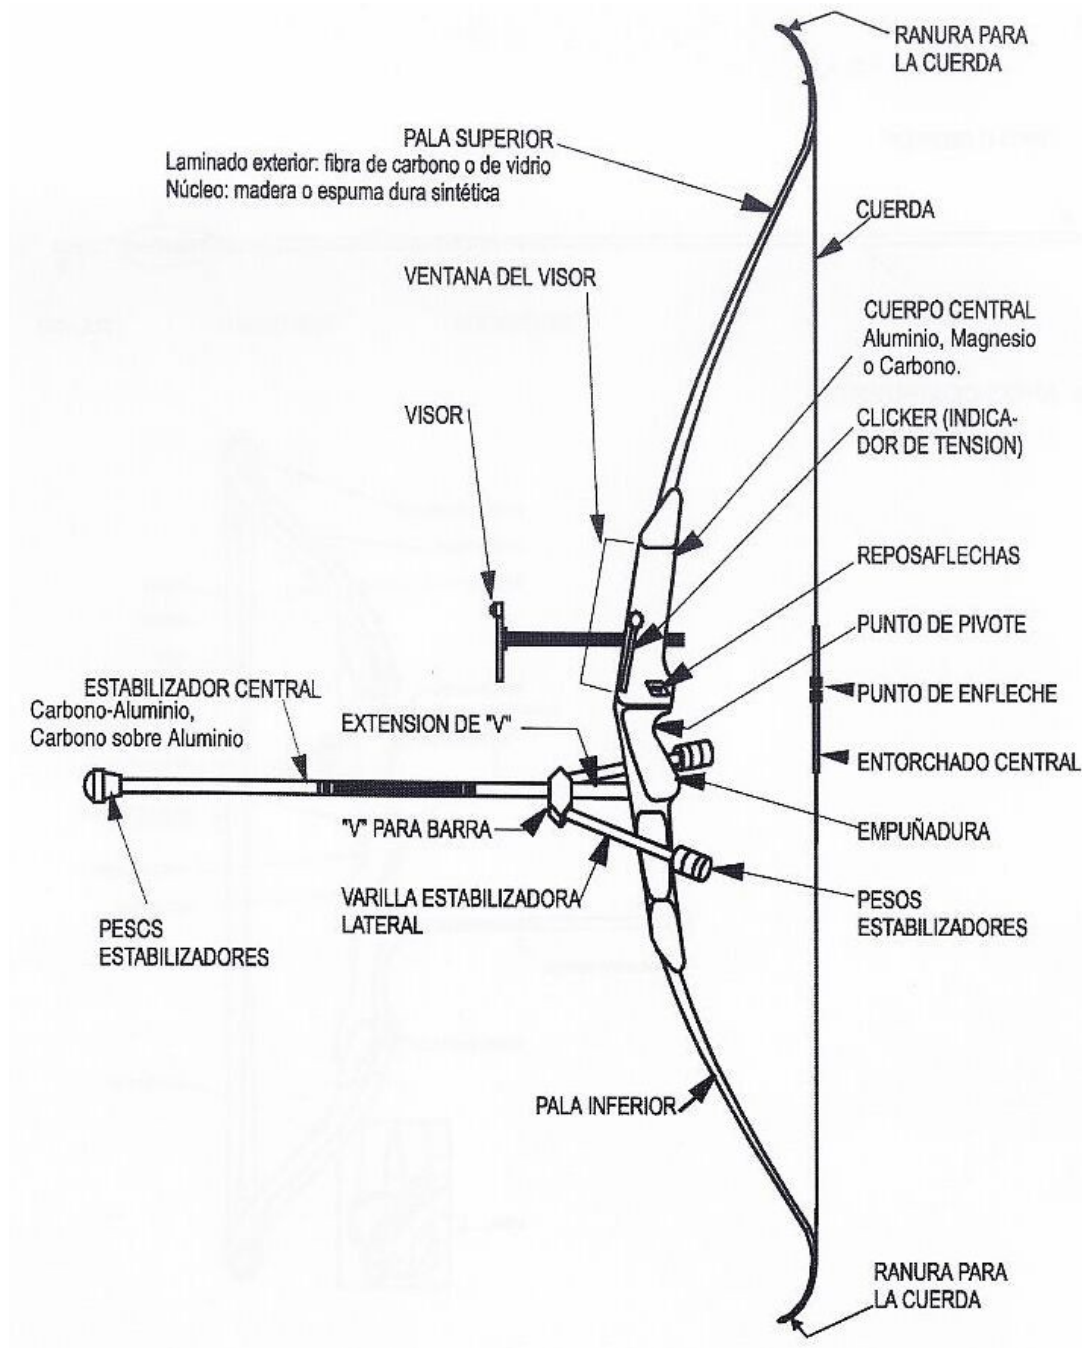 RANURA PARA
LA CUERDA
PALA SUPERIOR
Laminado exterior: fibra de carbono o de vidrio
Núcleo: madera o espuma dura sintética
CUERDA
VENTANA DEL VISOR
CUERPO CENTRAL
Aluminio, Magnesio
o Carbono.
VISOR
CLICKER (INDICA-
DOR DE TENSION)
REPOSAFLECHAS
PUNTO DE PIVOTE
ESTABILIZADOR CENTRAL
Carbono-Aluminio,
Carbono sobre Aluminio
PUNTO DE ENFLECHE
EXTENSION DE "V"
ENTORCHADO CENTRAL
"V" PARA BARRA
EMPUÑADURA
VARILLA ESTABILIZADORA
LATERAL
PESOS
ESTABILIZADORES
PESOS
ESTABILIZADORES
PALA INFERIOR
RANURA PARA
LA CUERDA